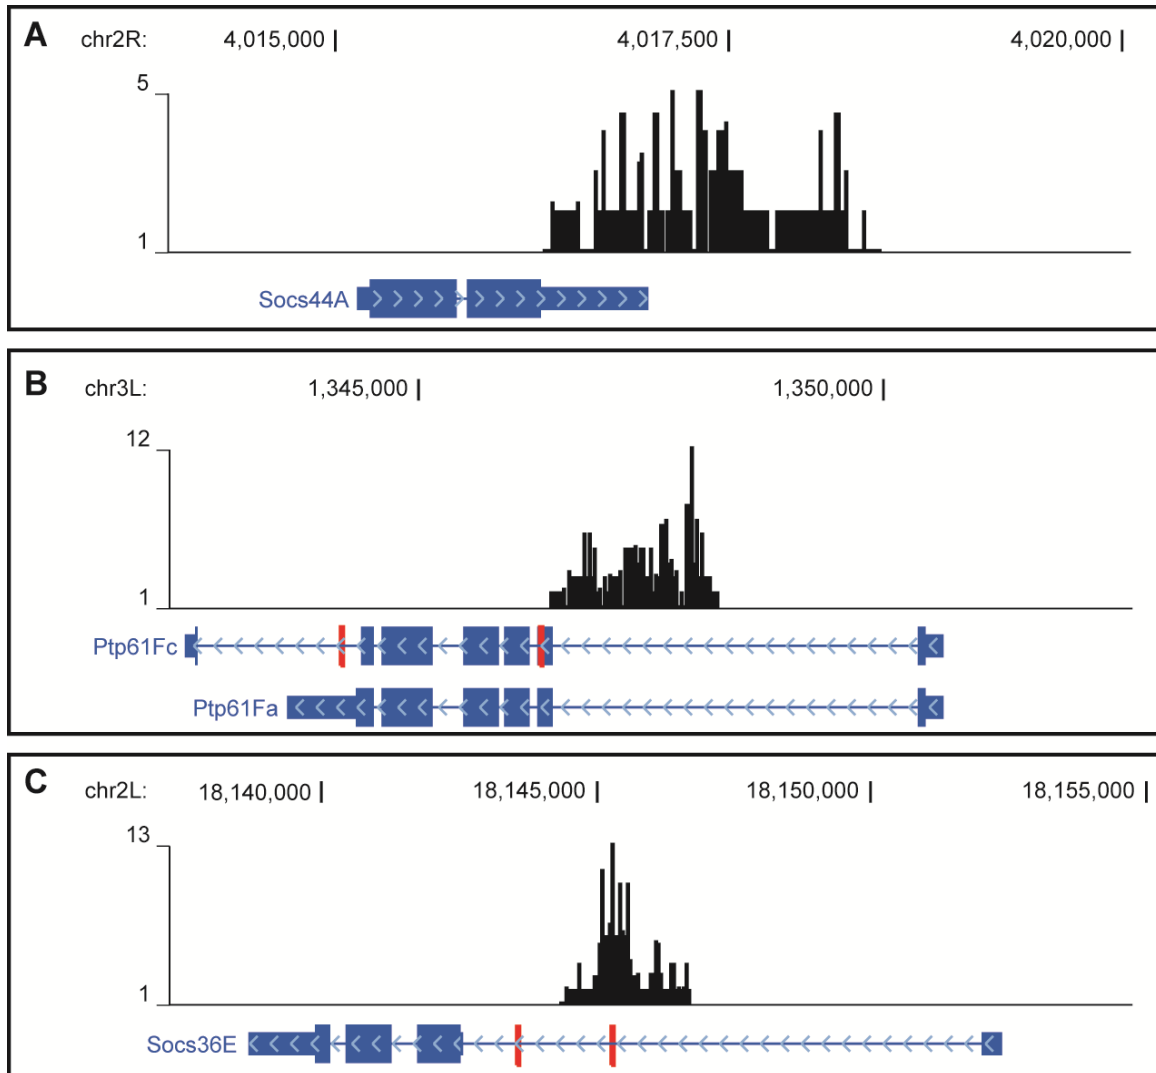 A chr2R: 4,015,000 4,017,500 4,020,000
5
1
Socs44A
B chr3L: 1,345,000 1,350,000
12
1
Ptp61Fc
Ptp61Fa
C chr2L: 18,140,000 18,145,000 18,150,000 18,155,000
13
1
Socs36E